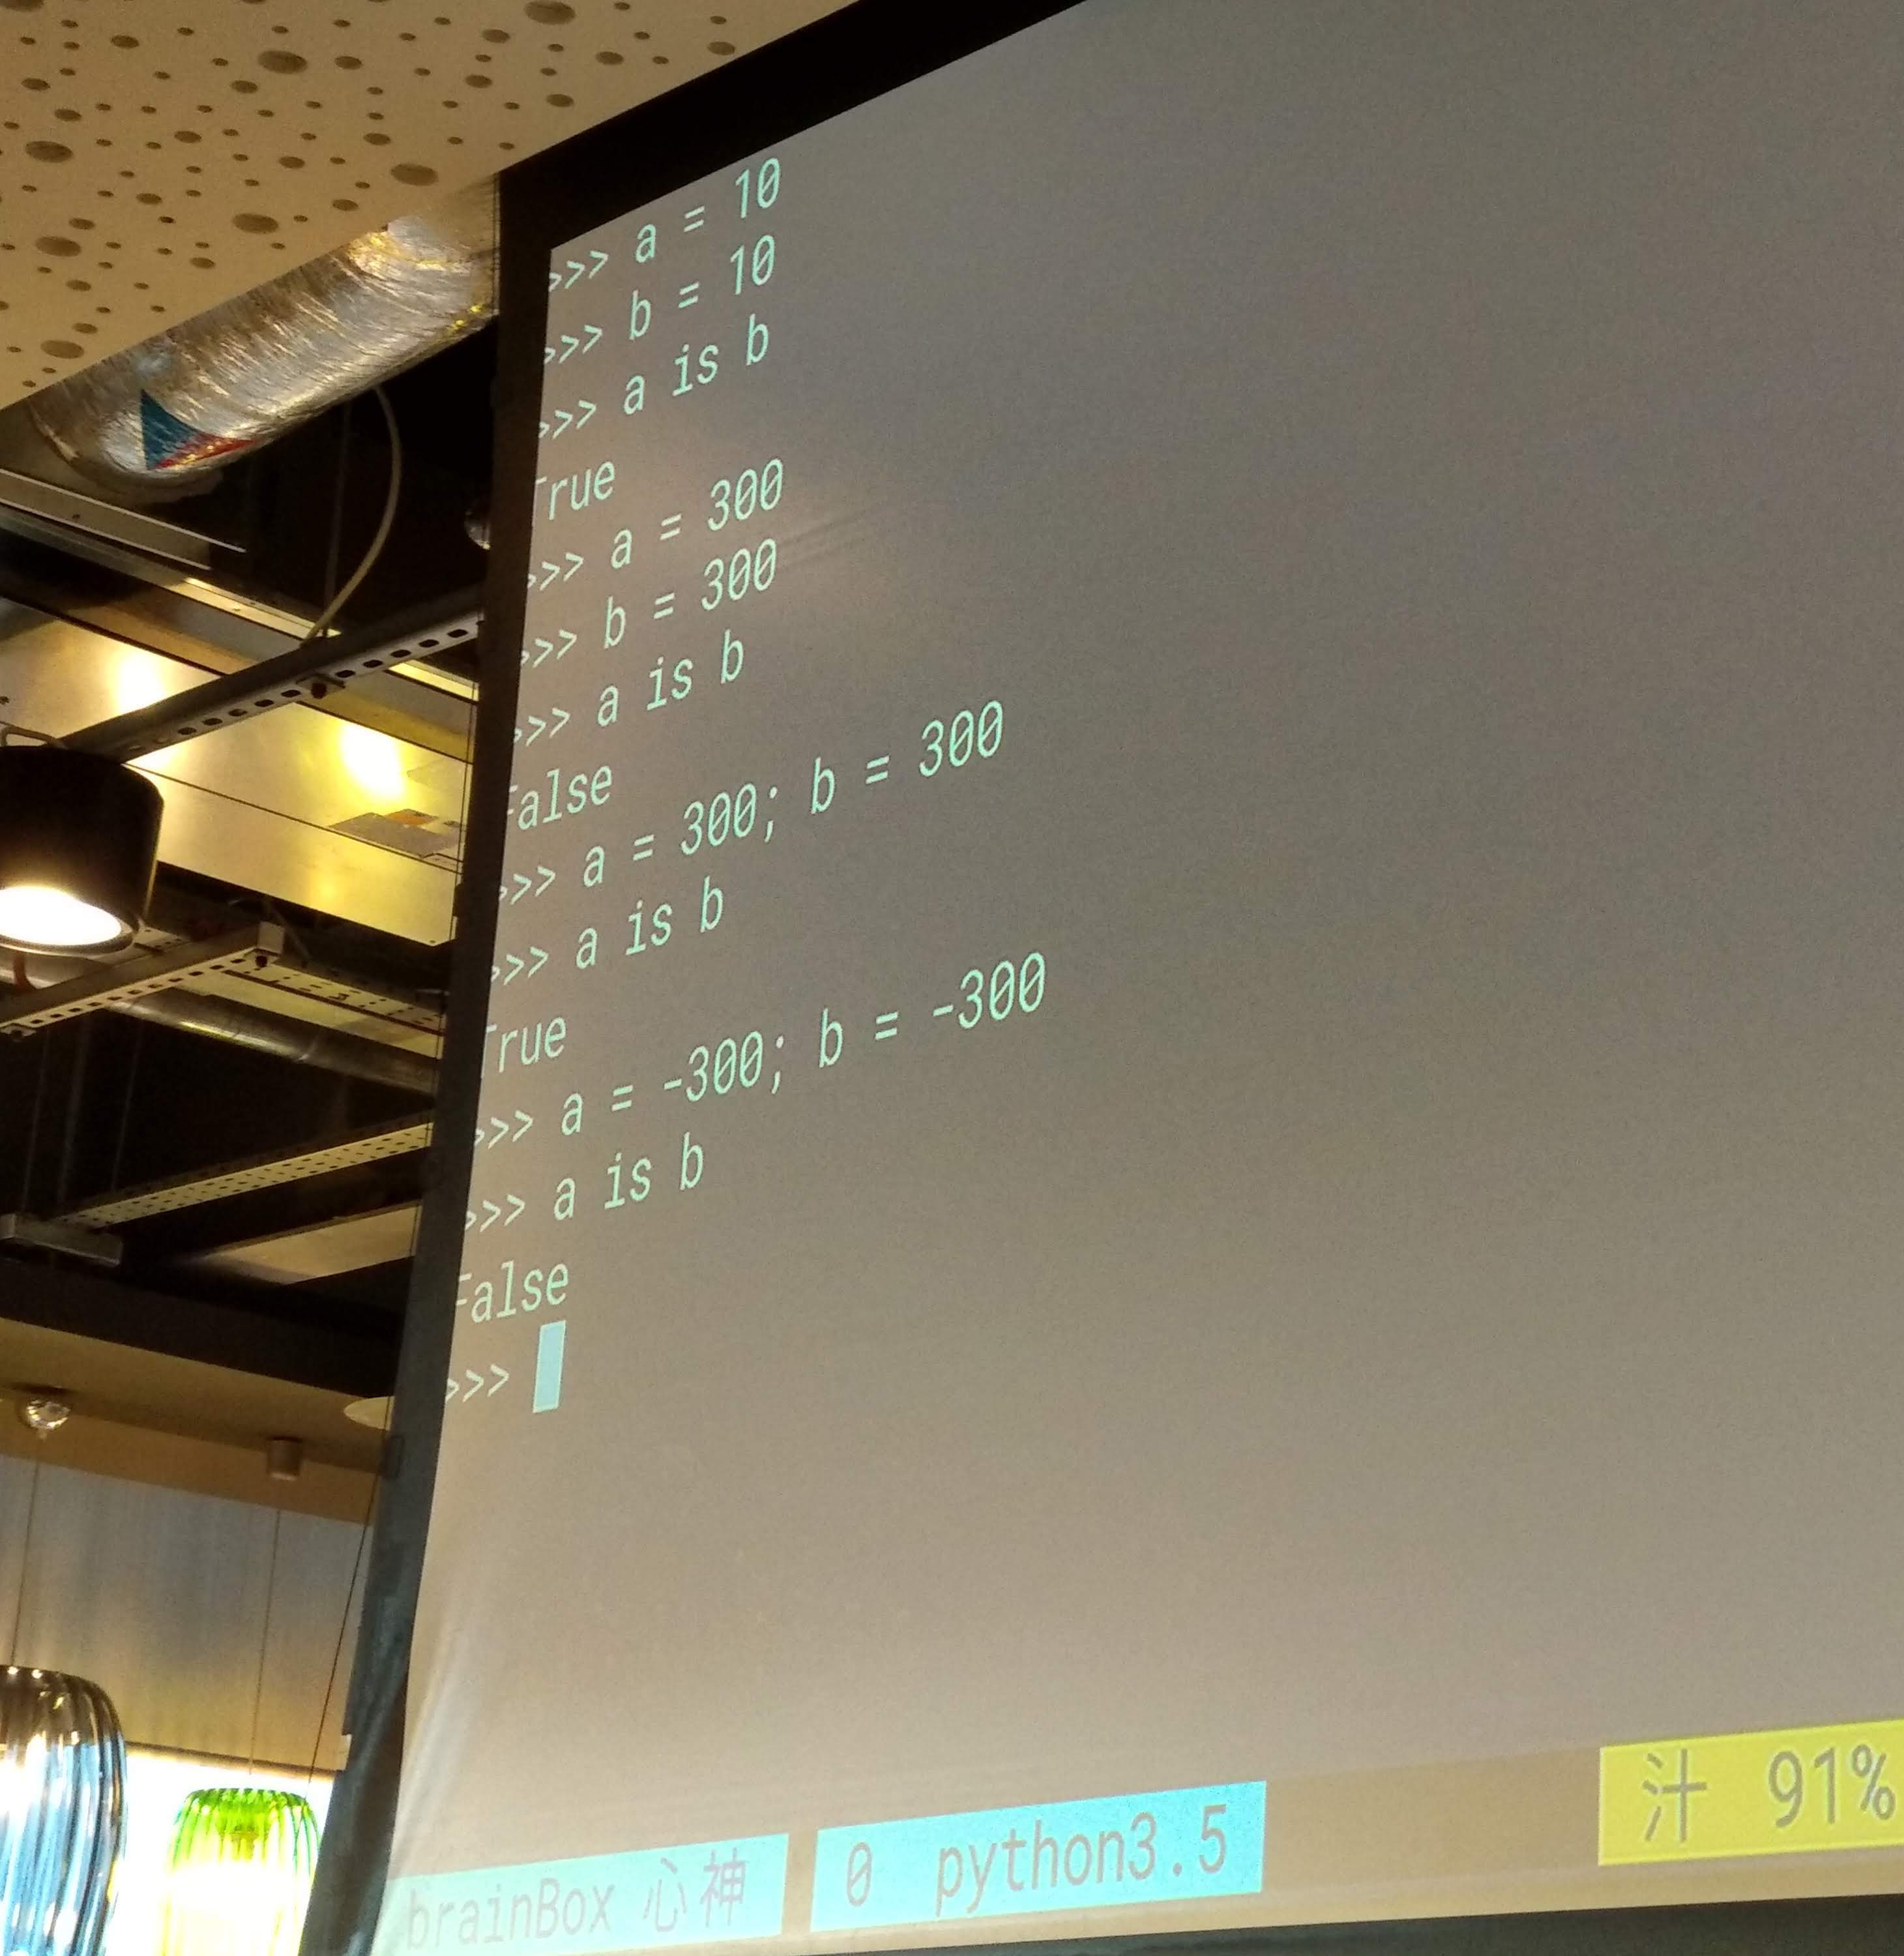 >>> a = 10
>>> b = 10
>>> a is b
True
>>> a = 300
>>> b = 300
>>> a is b
False
>>> a = 300; b = 300
>>> a is b
True
>>> a = -300; b = -300
>>> a is b
False
>>>
brainBox 心神 0 python3.5 汁 91%